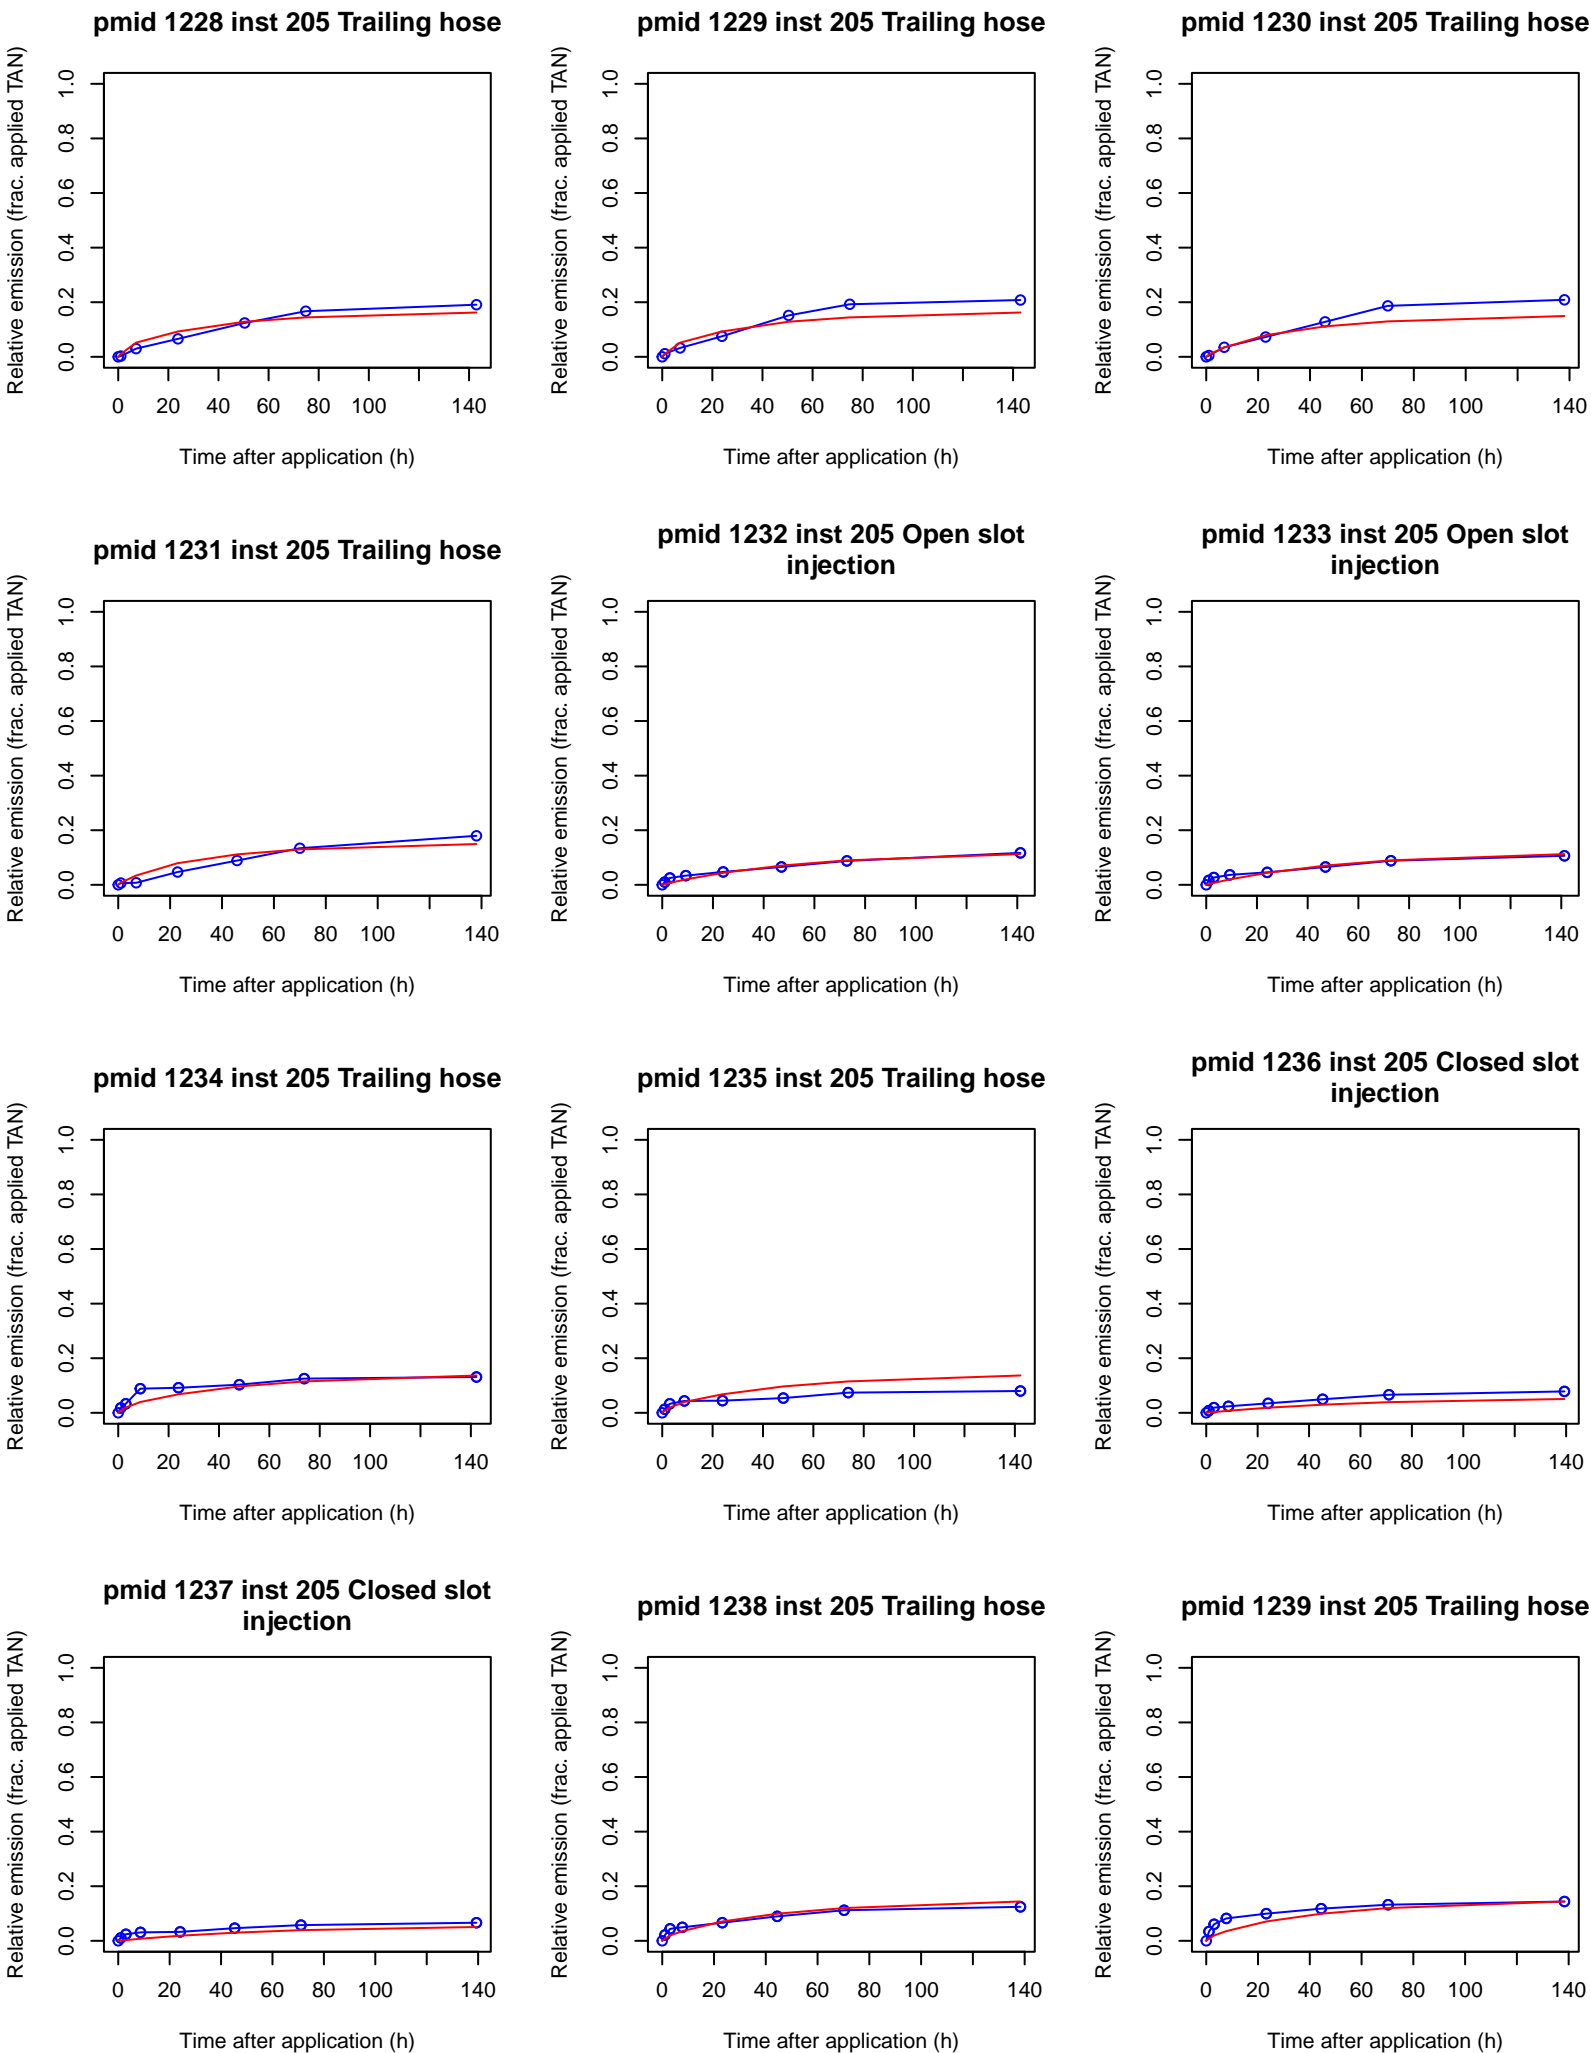 pmid 1228 inst 205 Trailing hose
Relative emission (frac. applied TAN)
0.0 0.2 0.4 0.6 0.8 1.0
0 20 40 60 80 100 140
Time after application (h)
pmid 1229 inst 205 Trailing hose
Relative emission (frac. applied TAN)
0.0 0.2 0.4 0.6 0.8 1.0
0 20 40 60 80 100 140
Time after application (h)
pmid 1230 inst 205 Trailing hose
Relative emission (frac. applied TAN)
0.0 0.2 0.4 0.6 0.8 1.0
0 20 40 60 80 100 140
Time after application (h)
pmid 1231 inst 205 Trailing hose
Relative emission (frac. applied TAN)
0.0 0.2 0.4 0.6 0.8 1.0
0 20 40 60 80 100 140
Time after application (h)
pmid 1232 inst 205 Open slot
injection
Relative emission (frac. applied TAN)
0.0 0.2 0.4 0.6 0.8 1.0
0 20 40 60 80 100 140
Time after application (h)
pmid 1233 inst 205 Open slot
injection
Relative emission (frac. applied TAN)
0.0 0.2 0.4 0.6 0.8 1.0
0 20 40 60 80 100 140
Time after application (h)
pmid 1234 inst 205 Trailing hose
Relative emission (frac. applied TAN)
0.0 0.2 0.4 0.6 0.8 1.0
0 20 40 60 80 100 140
Time after application (h)
pmid 1235 inst 205 Trailing hose
Relative emission (frac. applied TAN)
0.0 0.2 0.4 0.6 0.8 1.0
0 20 40 60 80 100 140
Time after application (h)
pmid 1236 inst 205 Closed slot
injection
Relative emission (frac. applied TAN)
0.0 0.2 0.4 0.6 0.8 1.0
0 20 40 60 80 100 140
Time after application (h)
pmid 1237 inst 205 Closed slot
injection
Relative emission (frac. applied TAN)
0.0 0.2 0.4 0.6 0.8 1.0
0 20 40 60 80 100 140
Time after application (h)
pmid 1238 inst 205 Trailing hose
Relative emission (frac. applied TAN)
0.0 0.2 0.4 0.6 0.8 1.0
0 20 40 60 80 100 140
Time after application (h)
pmid 1239 inst 205 Trailing hose
Relative emission (frac. applied TAN)
0.0 0.2 0.4 0.6 0.8 1.0
0 20 40 60 80 100 140
Time after application (h)